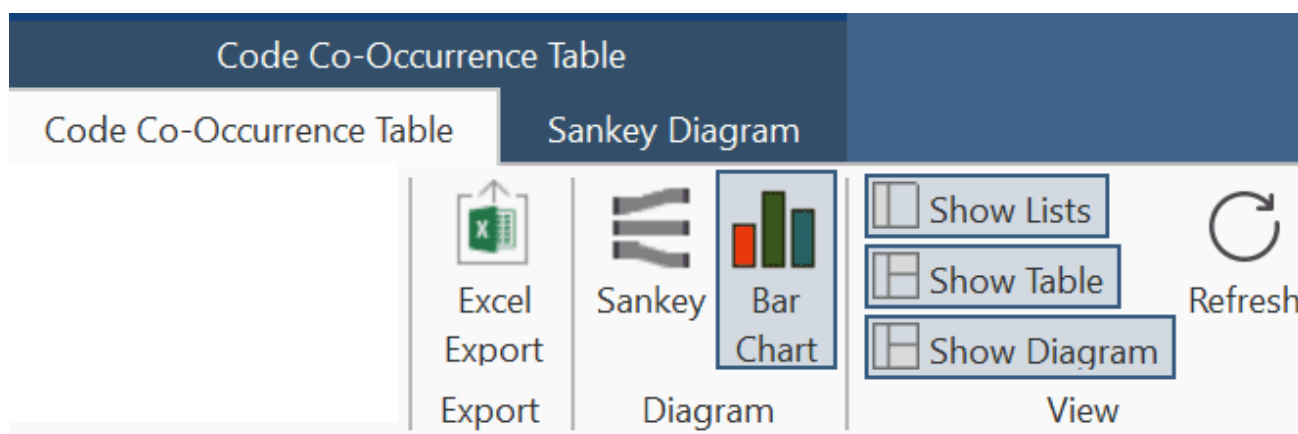 Code Co-Occurrence Table
Code Co-Occurrence Table
Sankey Diagram
Excel
Export
Export
Sankey
Bar
Chart
Diagram
Show Lists
Show Table
Show Diagram
Refresh
View